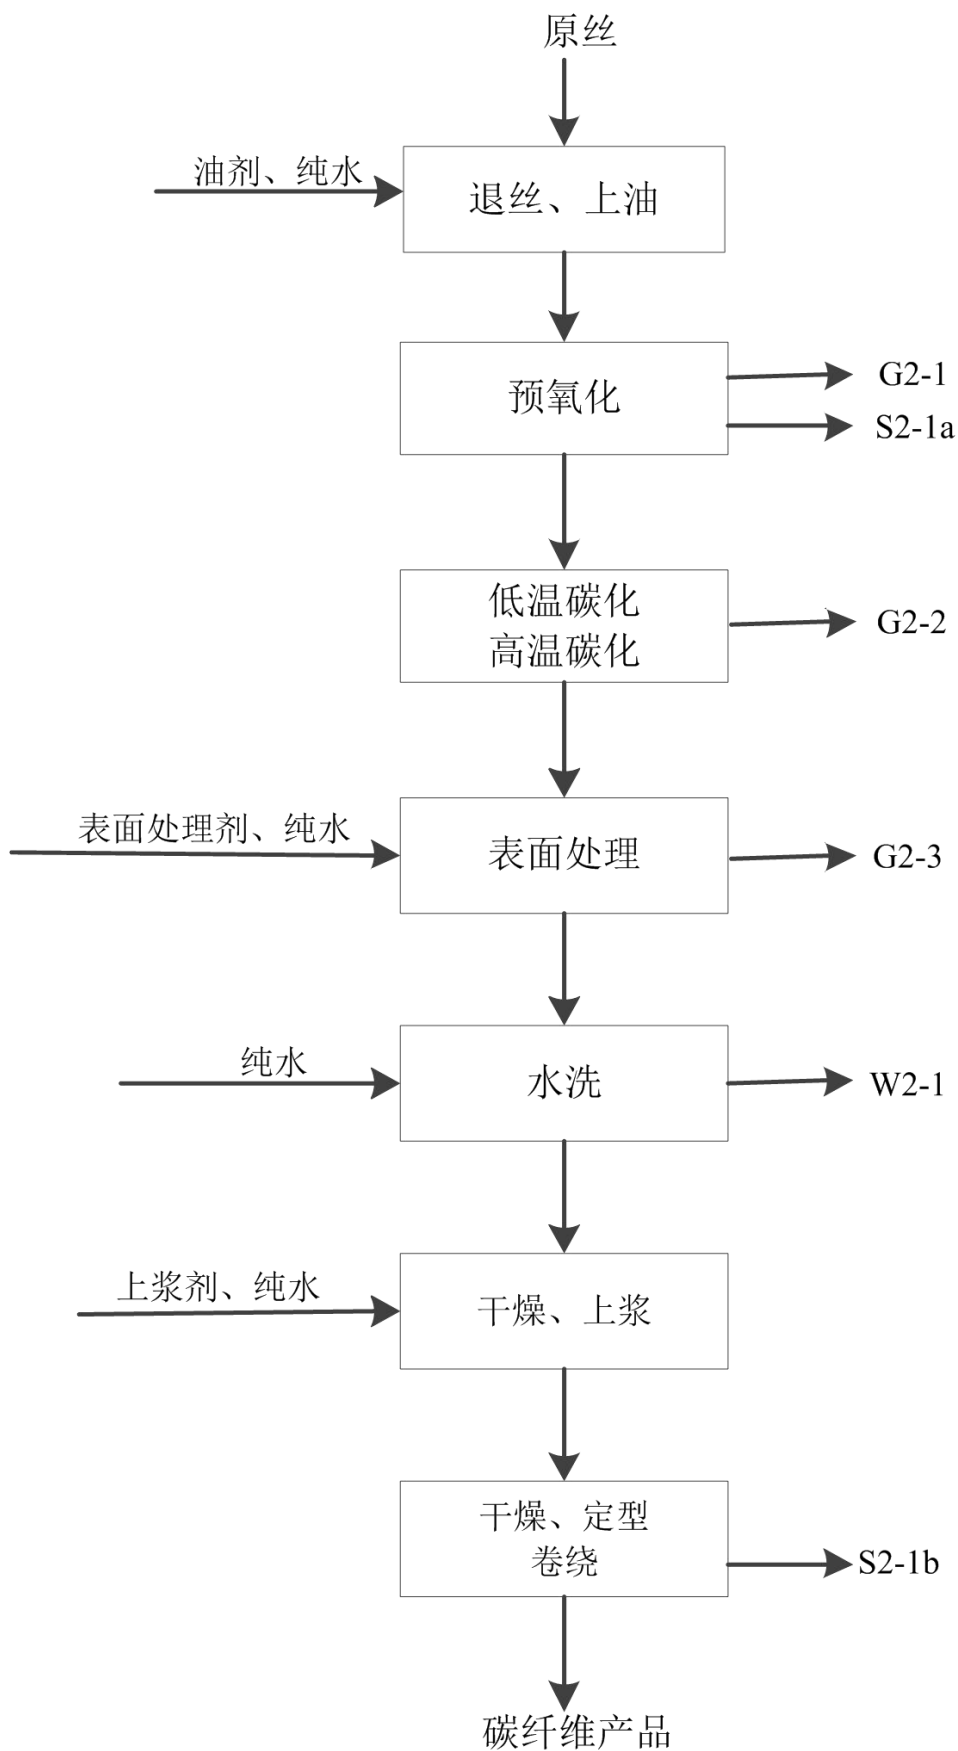 原丝
油剂、纯水
退丝、上油
预氧化
G2-1
S2-1a
低温碳化
高温碳化
G2-2
表面处理剂、纯水
表面处理
G2-3
纯水
水洗
W2-1
上浆剂、纯水
干燥、上浆
干燥、定型
卷绕
S2-1b
碳纤维产品